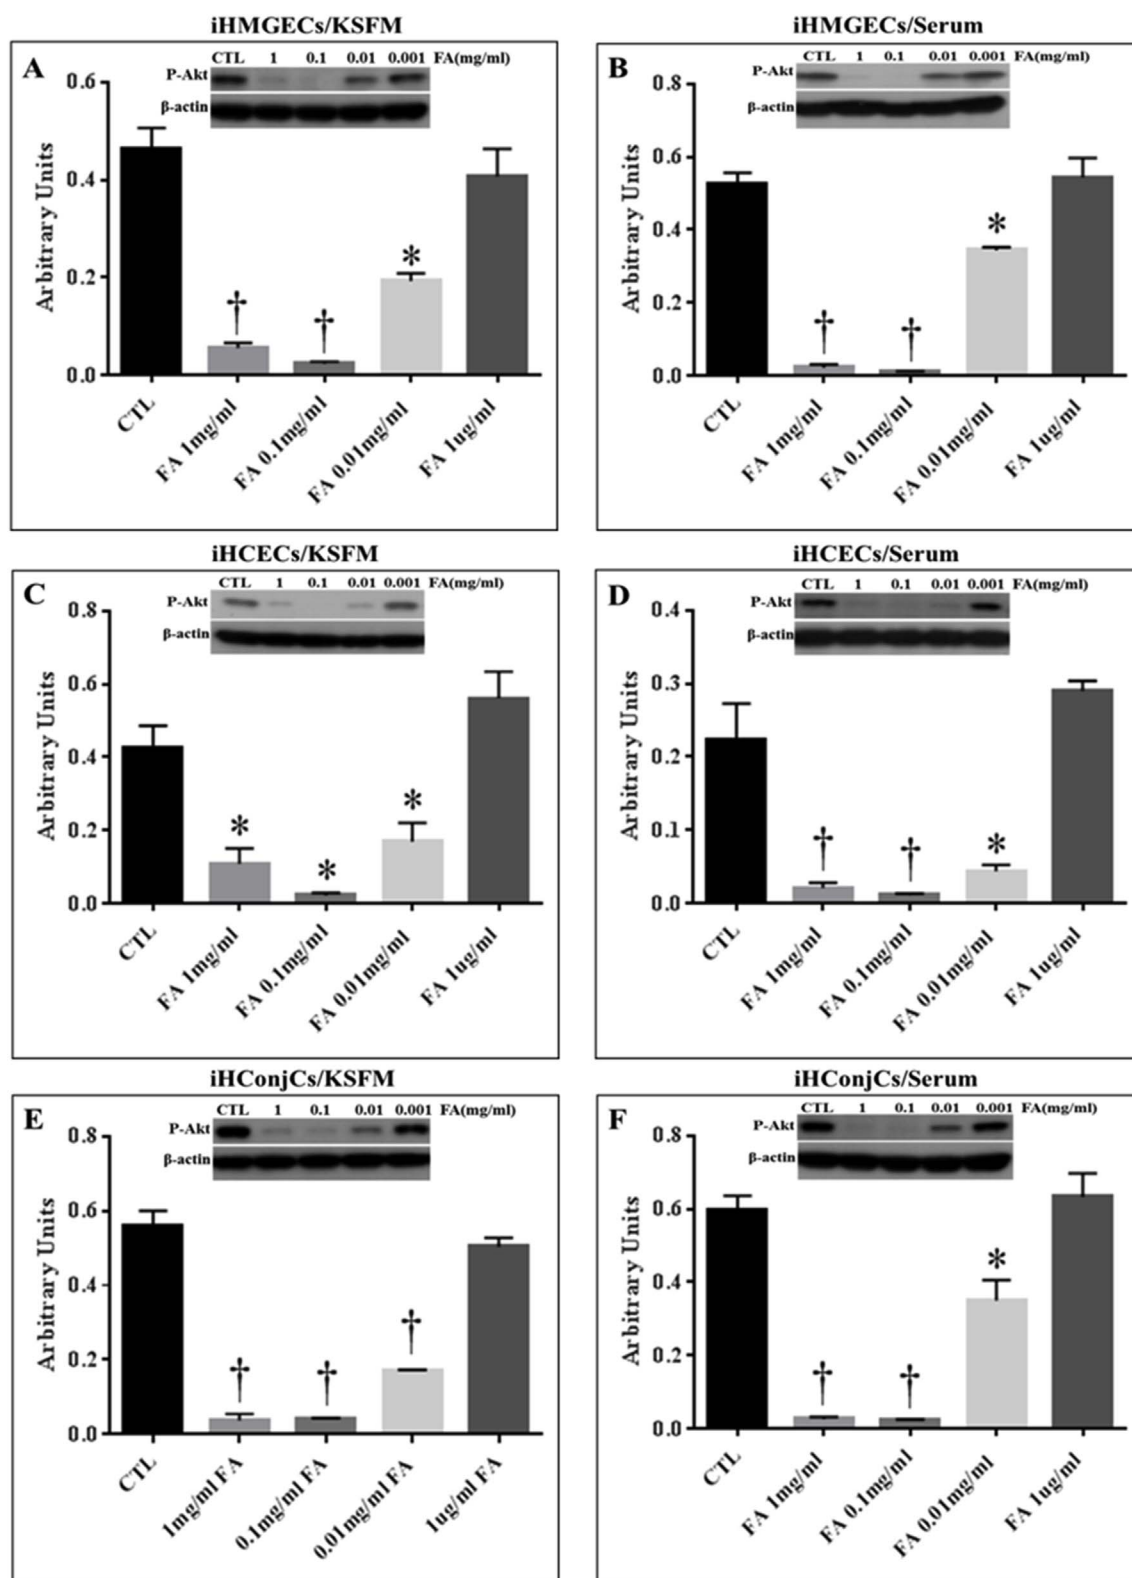 iHMGECs/KSFM
A
CTL 1 0.1 0.01 0.001 FA(mg/ml)
P-Akt
β-actin
Arbitrary Units
0.6
0.4
0.2
0.0
†
†
*
CTL
FA 1mg/ml
FA 0.1mg/ml
FA 0.01mg/ml
FA 1ug/ml
iHMGECs/Serum
B
CTL 1 0.1 0.01 0.001 FA(mg/ml)
P-Akt
β-actin
Arbitrary Units
0.8
0.6
0.4
0.2
0.0
†
†
*
CTL
FA 1mg/ml
FA 0.1mg/ml
FA 0.01mg/ml
FA 1ug/ml
iHCECs/KSFM
C
CTL 1 0.1 0.01 0.001 FA(mg/ml)
P-Akt
β-actin
Arbitrary Units
0.8
0.6
0.4
0.2
0.0
*
*
*
CTL
FA 1mg/ml
FA 0.1mg/ml
FA 0.01mg/ml
FA 1ug/ml
iHCECs/Serum
D
CTL 1 0.1 0.01 0.001 FA(mg/ml)
P-Akt
β-actin
Arbitrary Units
0.4
0.3
0.2
0.1
0.0
†
†
*
CTL
FA 1mg/ml
FA 0.1mg/ml
FA 0.01mg/ml
FA 1ug/ml
iHConjCs/KSFM
E
CTL 1 0.1 0.01 0.001 FA(mg/ml)
P-Akt
β-actin
Arbitrary Units
0.8
0.6
0.4
0.2
0.0
†
†
†
CTL
1mg/ml FA
0.1mg/ml FA
0.01mg/ml FA
1ug/ml FA
iHConjCs/Serum
F
CTL 1 0.1 0.01 0.001 FA(mg/ml)
P-Akt
β-actin
Arbitrary Units
0.8
0.6
0.4
0.2
0.0
†
†
*
CTL
FA 1mg/ml
FA 0.1mg/ml
FA 0.01mg/ml
FA 1ug/ml